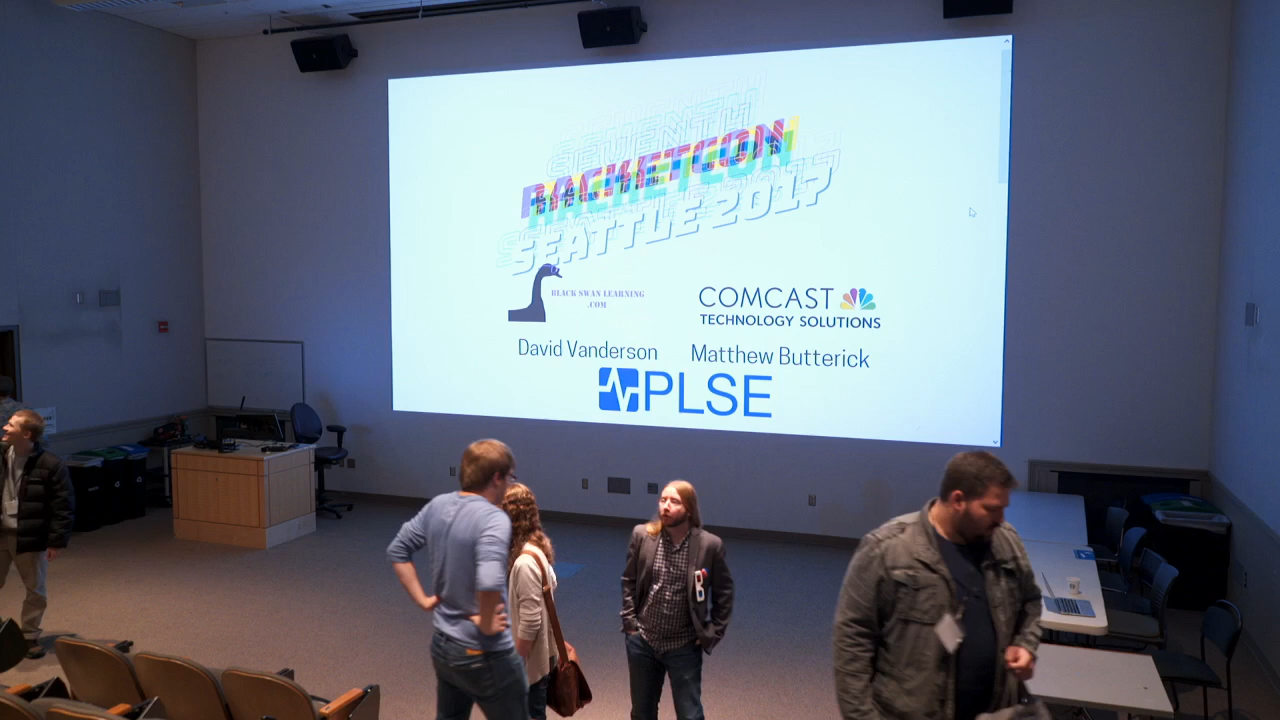 SEVENTH
RACKETCON
SEATTLE 2017
BLACK SWAN LEARNING
.COM
COMCAST
TECHNOLOGY SOLUTIONS
David Vanderson
Matthew Butterick
PLSE